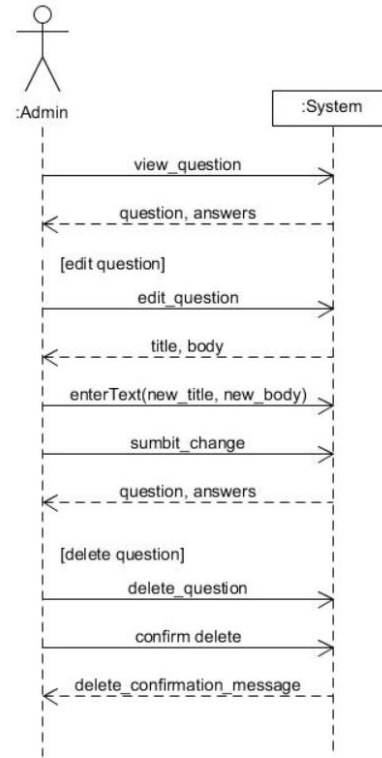 :Admin
:System
view_question
question, answers
[edit question]
edit_question
title, body
enterText(new_title, new_body)
sumbit_change
question, answers
[delete question]
delete_question
confirm delete
delete_confirmation_message